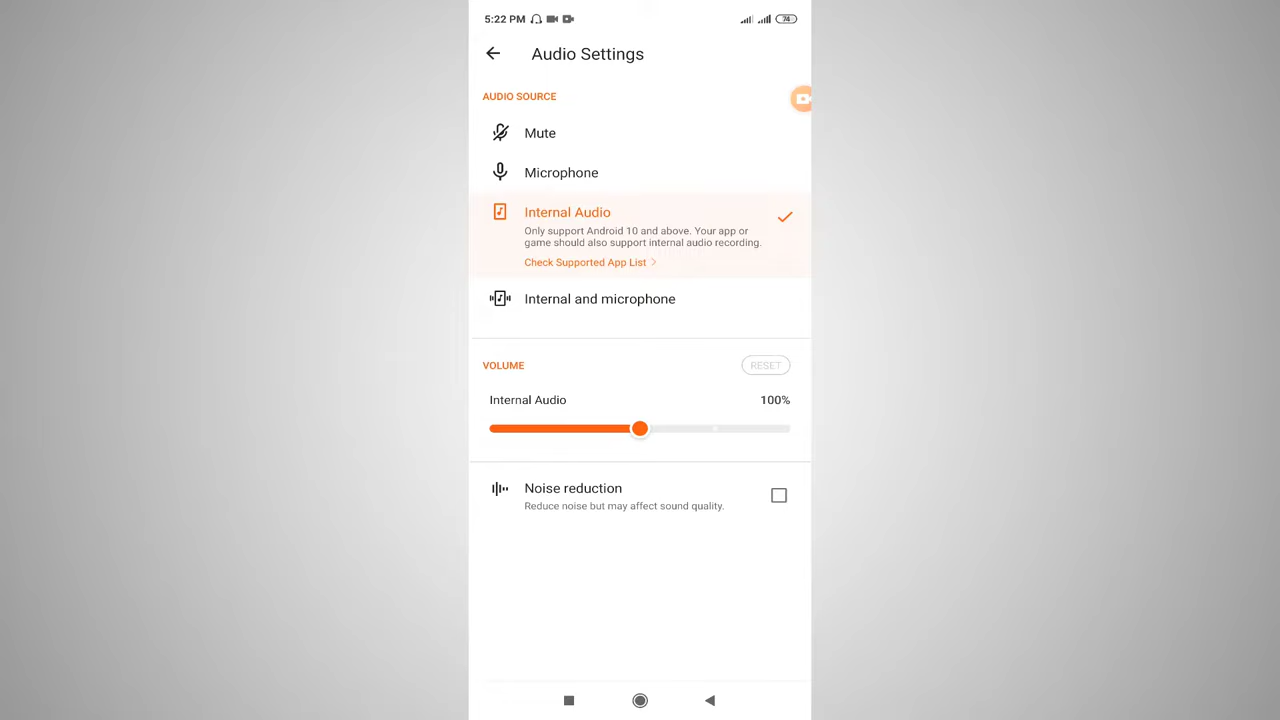 5:22 PM
74
Audio Settings
AUDIO SOURCE
Mute
Microphone
Internal Audio
Only support Android 10 and above. Your app or
game should also support internal audio recording.
Check Supported App List
Internal and microphone
VOLUME
RESET
Internal Audio
100%
Noise reduction
Reduce noise but may affect sound quality.